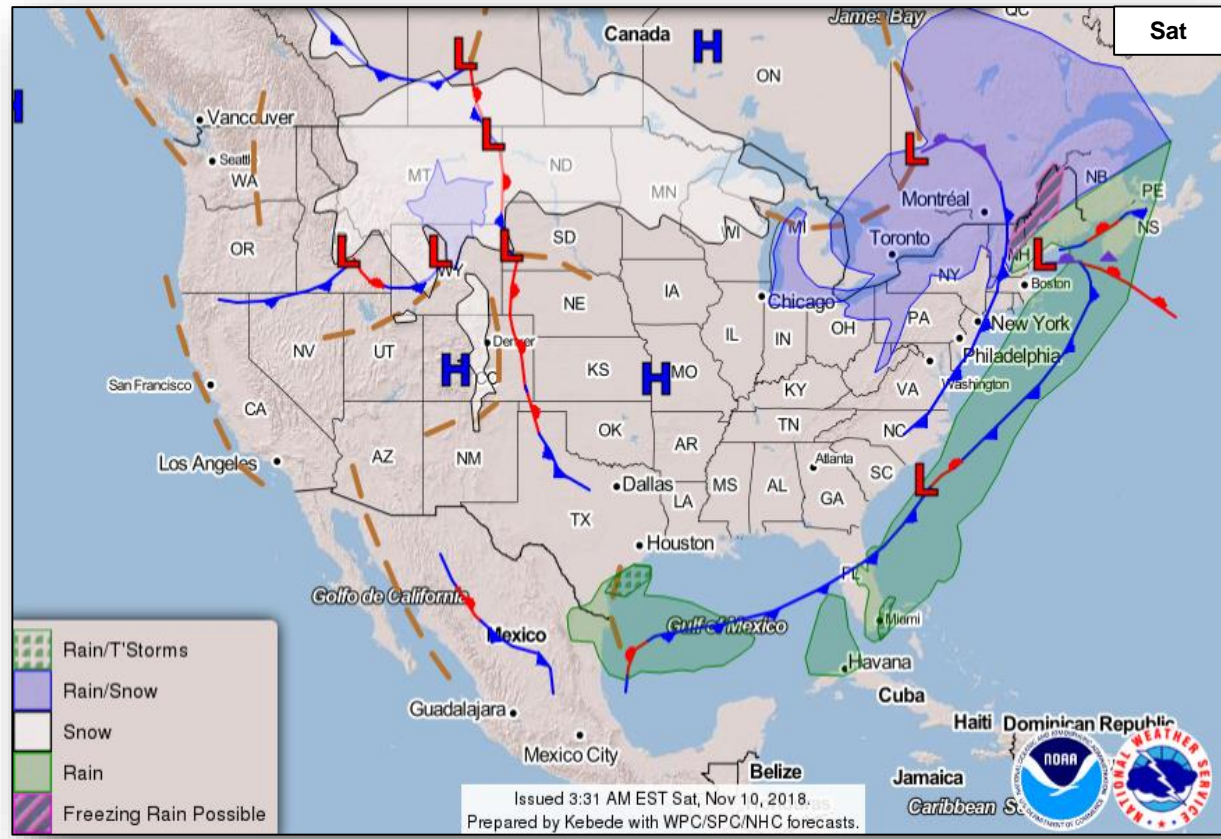 Sat
James Bay
QC
Canada
H
L
ON
H
Vancouver
Seattle
WA
MT
ND
MN
L
L
NB
PE
Montréal
OR
SD
WI
MI
Toronto
NS
L
L
L
WY
NH
L
NY
Boston
IA
NE
Chicago
PA
New York
NV
UT
Denver
IL
IN
OH
Philadelphia
H
CO
KS
H
MO
San Francisco
KY
VA
Washington
CA
OK
TN
NC
Los Angeles
AZ
NM
AR
Atlanta
SC
L
Dallas
LA
MS
AL
GA
TX
Houston
FL
Golfo de California
Mexico
Gulf of Mexico
Miami
Havana
Guadalajara
Cuba
Mexico City
Haiti
Dominican Republic
Belize
Jamaica
Caribbean
Rain/T'Storms
Rain/Snow
Snow
Rain
Freezing Rain Possible
Issued 3:31 AM EST Sat, Nov 10, 2018.
Prepared by Kebede with WPC/SPC/NHC forecasts.
NOAA
NATIONAL WEATHER SERVICE